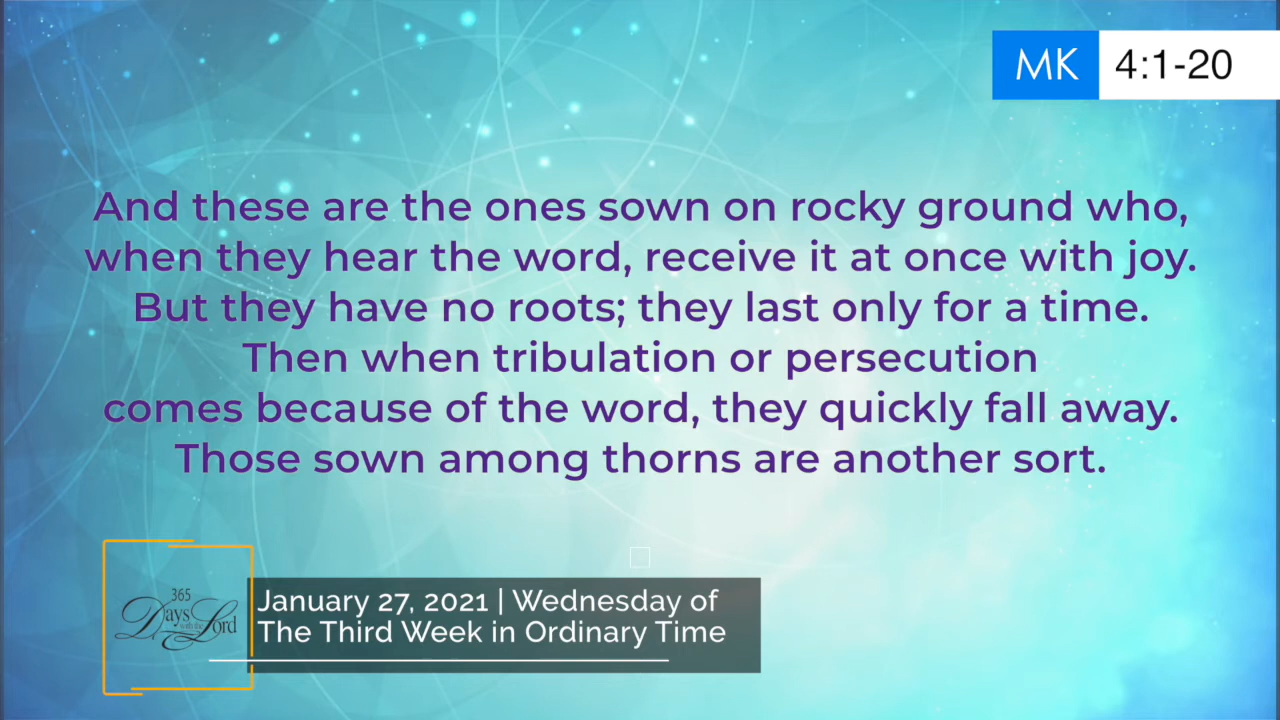 MK 4:1-20
And these are the ones sown on rocky ground who,
when they hear the word, receive it at once with joy.
But they have no roots; they last only for a time.
Then when tribulation or persecution
comes because of the word, they quickly fall away.
Those sown among thorns are another sort.
365
Days with the Lord
January 27, 2021 | Wednesday of
The Third Week in Ordinary Time